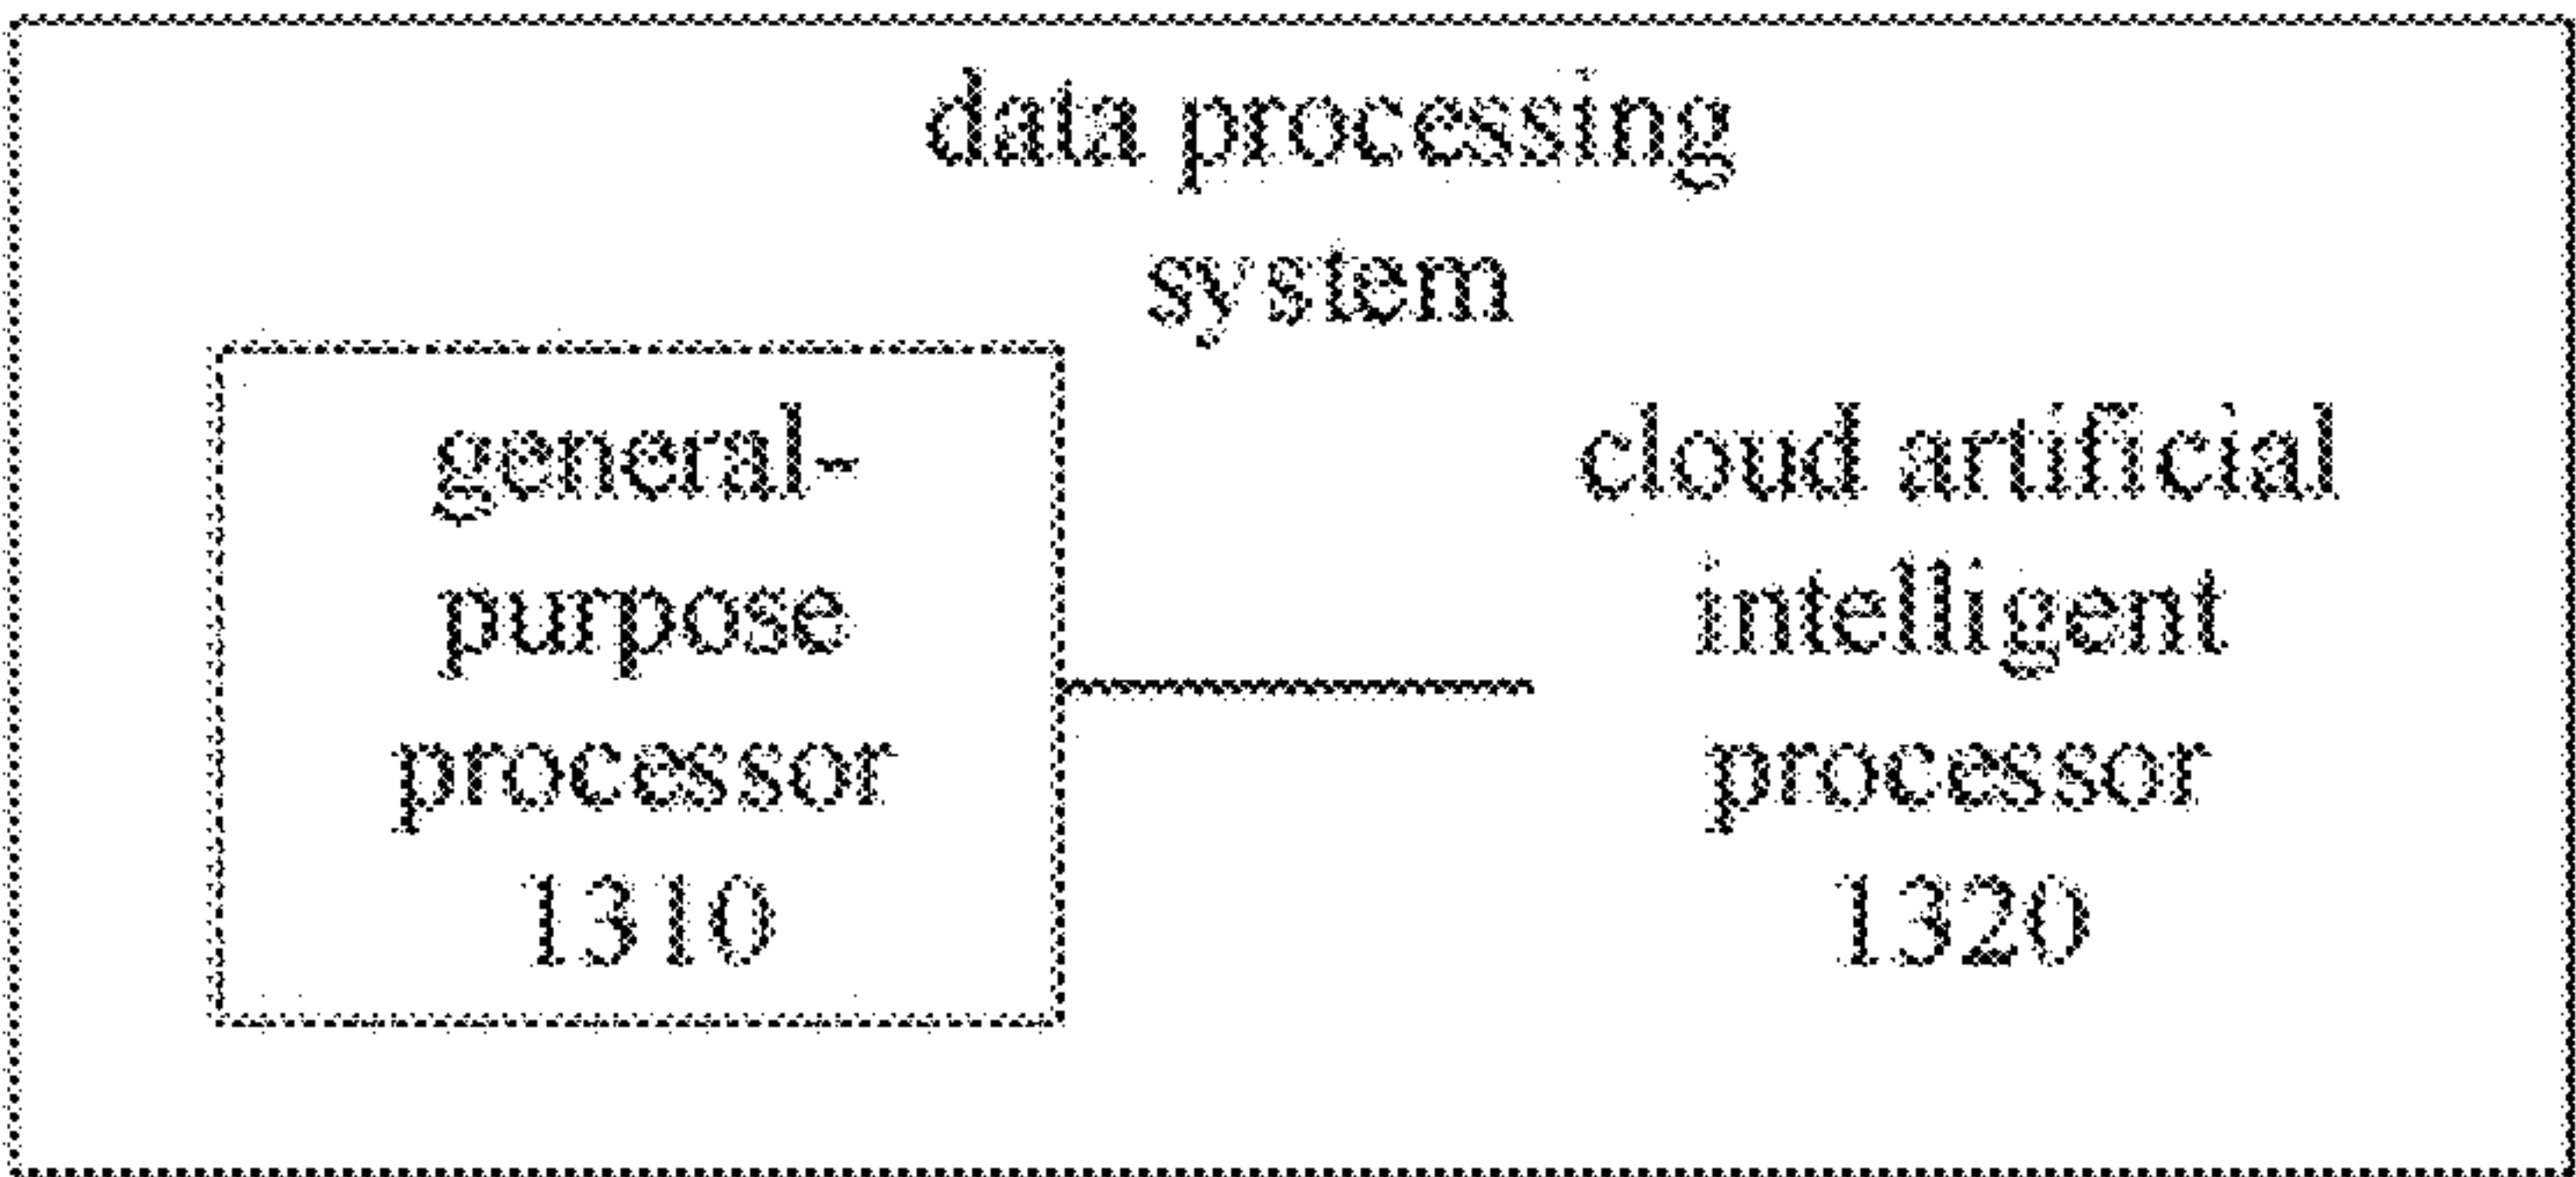 data processing
system
general-
purpose
processor
1310
cloud artificial
intelligent
processor
1320